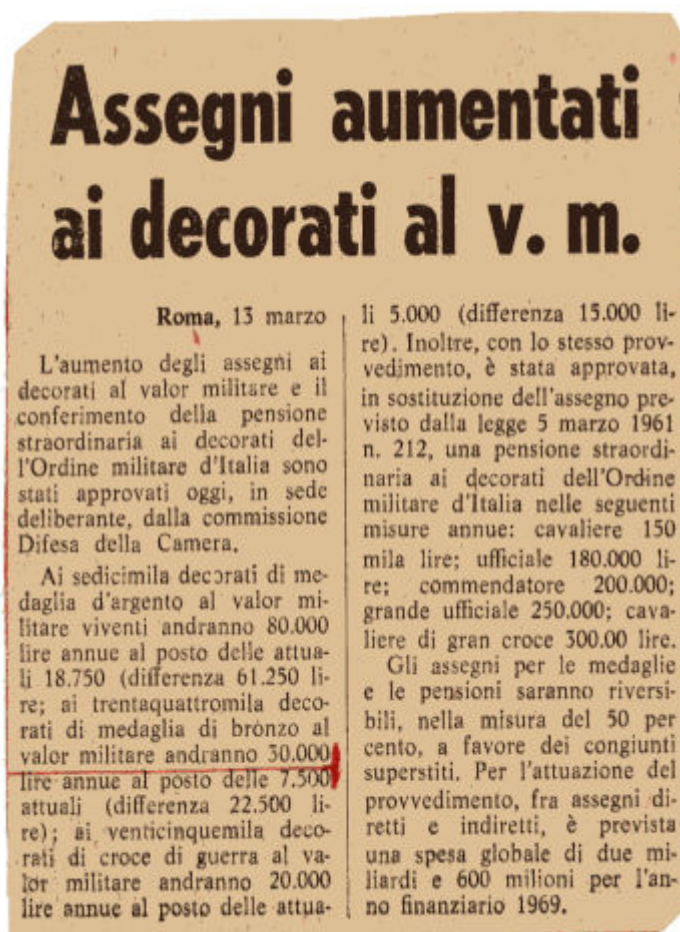 Assegni aumentati
ai decorati al v. m.
Roma, 13 marzo
L'aumento degli assegni ai
decorati al valor militare e il
conferimento della pensione
straordinaria ai decorati del-
l'Ordine militare d'Italia sono
stati approvati oggi, in sede
deliberante, dalla commissione
Difesa della Camera.
Ai sedicimila decorati di me-
daglia d'argento al valor mi-
litare viventi andranno 80.000
lire annue al posto delle attua-
li 18.750 (differenza 61.250 li-
re; ai trentaquattromila deco-
rati di medaglia di bronzo al
valor militare andranno 30.000
lire annue al posto delle 7.500
attuali (differenza 22.500 li-
re); ai venticinquemila deco-
rati di croce di guerra al va-
lor militare andranno 20.000
lire annue al posto delle attua-
li 5.000 (differenza 15.000 li-
re). Inoltre, con lo stesso prov-
vedimento, è stata approvata,
in sostituzione dell'assegno pre-
visto dalla legge 5 marzo 1961
n. 212, una pensione straordi-
naria ai decorati dell'Ordine
militare d'Italia nelle seguenti
misure annue: cavaliere 150
mila lire; ufficiale 180.000 li-
re; commendatore 200.000;
grande ufficiale 250.000; cava-
liere di gran croce 300.00 lire.
Gli assegni per le medaglie
e le pensioni saranno riversi-
bili, nella misura del 50 per
cento, a favore dei congiunti
superstiti. Per l'attuazione del
provvedimento, fra assegni di-
retti e indiretti, è prevista
una spesa globale di due mi-
liardi e 600 milioni per l'an-
no finanziario 1969.